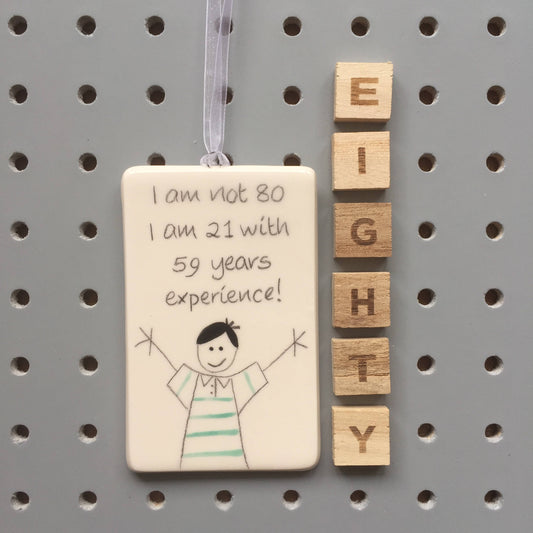 I am not 80
I am 21 with
59 years
experience!
E
I
G
H
T
Y